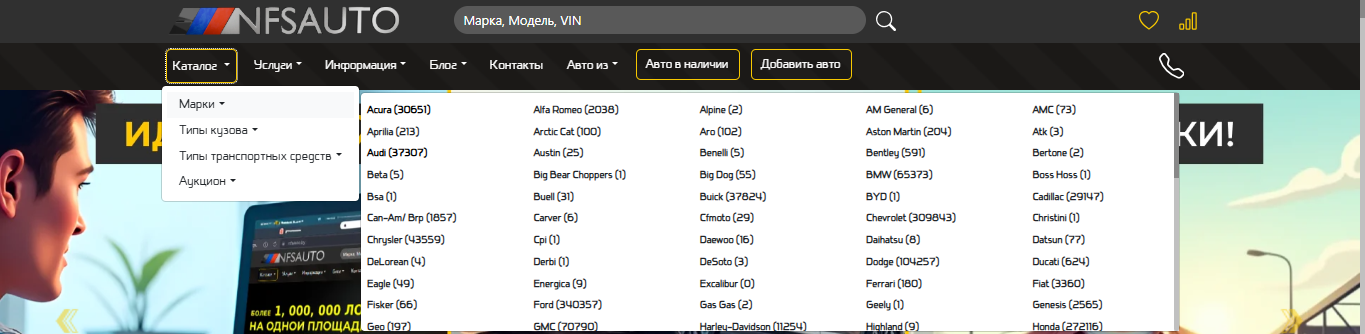 NFSAUTO
Марка, Модель, VIN
Каталог Услуги Информация Блог Контакты Авто из Авто в наличии Добавить авто
Марки
Типы кузова
Типы транспортных средств
Аукцион
Acura (30651) Alfa Romeo (2038) Alpine (2) AM General (6) AMC (73)
Aprilia (213) Arctic Cat (100) Aro (102) Aston Martin (204) Atk (3)
Audi (37307) Austin (25) Benelli (5) Bentley (591) Bertone (2)
Beta (5) Big Bear Choppers (1) Big Dog (55) BMW (65373) Boss Hoss (1)
Bsa (1) Buell (31) Buick (37824) BYD (1) Cadillac (29147)
Can-Am/ Brp (1857) Carver (6) Cfmoto (29) Chevrolet (309843) Christini (1)
Chrysler (43559) Cpi (1) Daewoo (16) Daihatsu (8) Datsun (77)
DeLorean (4) Derbi (1) DeSoto (3) Dodge (104257) Ducati (624)
Eagle (49) Energica (9) Excalibur (0) Ferrari (180) Fiat (3360)
Fisker (66) Ford (340357) Gas Gas (2) Geely (1) Genesis (2565)
Geo (197) GMC (70790) Harley-Davidson (11254) Highland (9) Honda (272116)
КИ!
NFSAUTO
БОЛЕЕ 1, 000, 000 ЛО
НА ОДНОЙ ПЛОЩАД